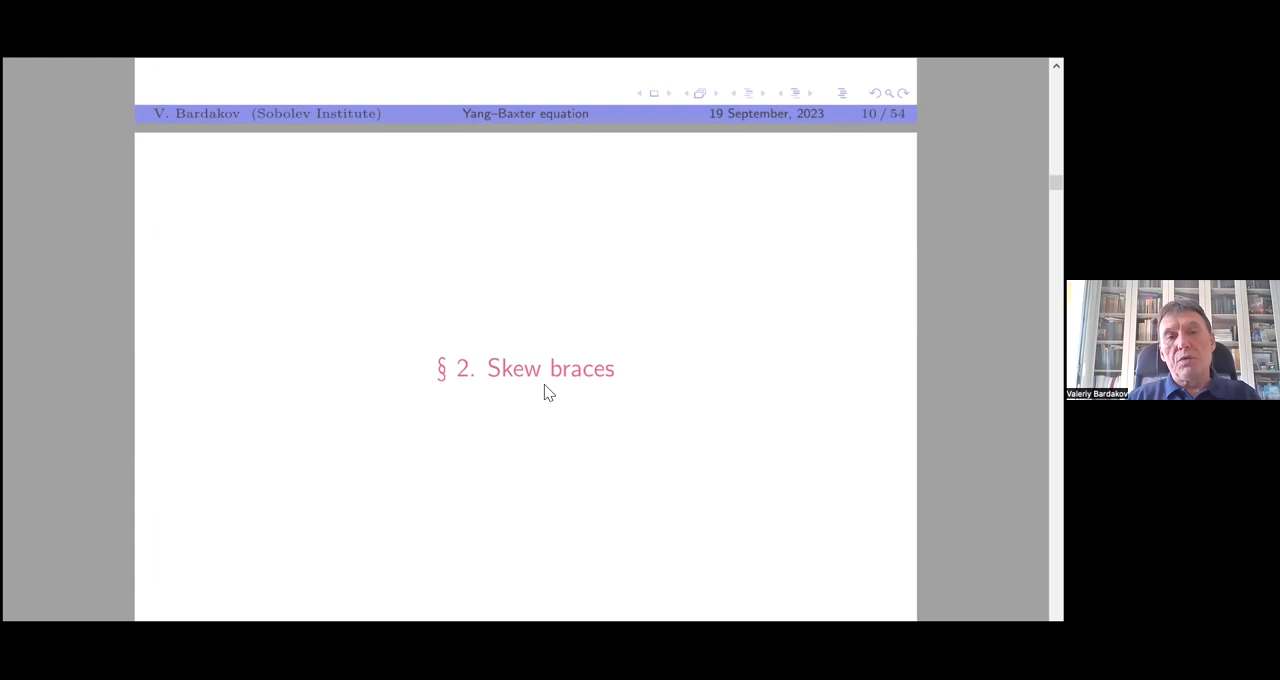 V. Bardakov (Sobolev Institute) Yang–Baxter equation 19 September, 2023 10 / 54
§ 2. Skew braces
Valeriy Bardakov